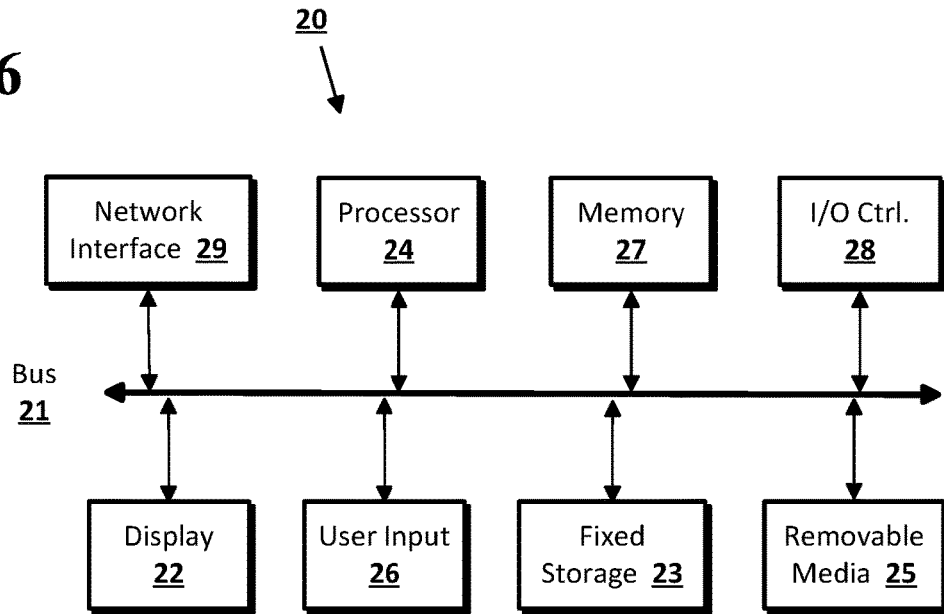 20
6
Network
Interface 29
Processor
24
Memory
27
I/O Ctrl.
28
Bus
21
Display
22
User Input
26
Fixed
Storage 23
Removable
Media 25